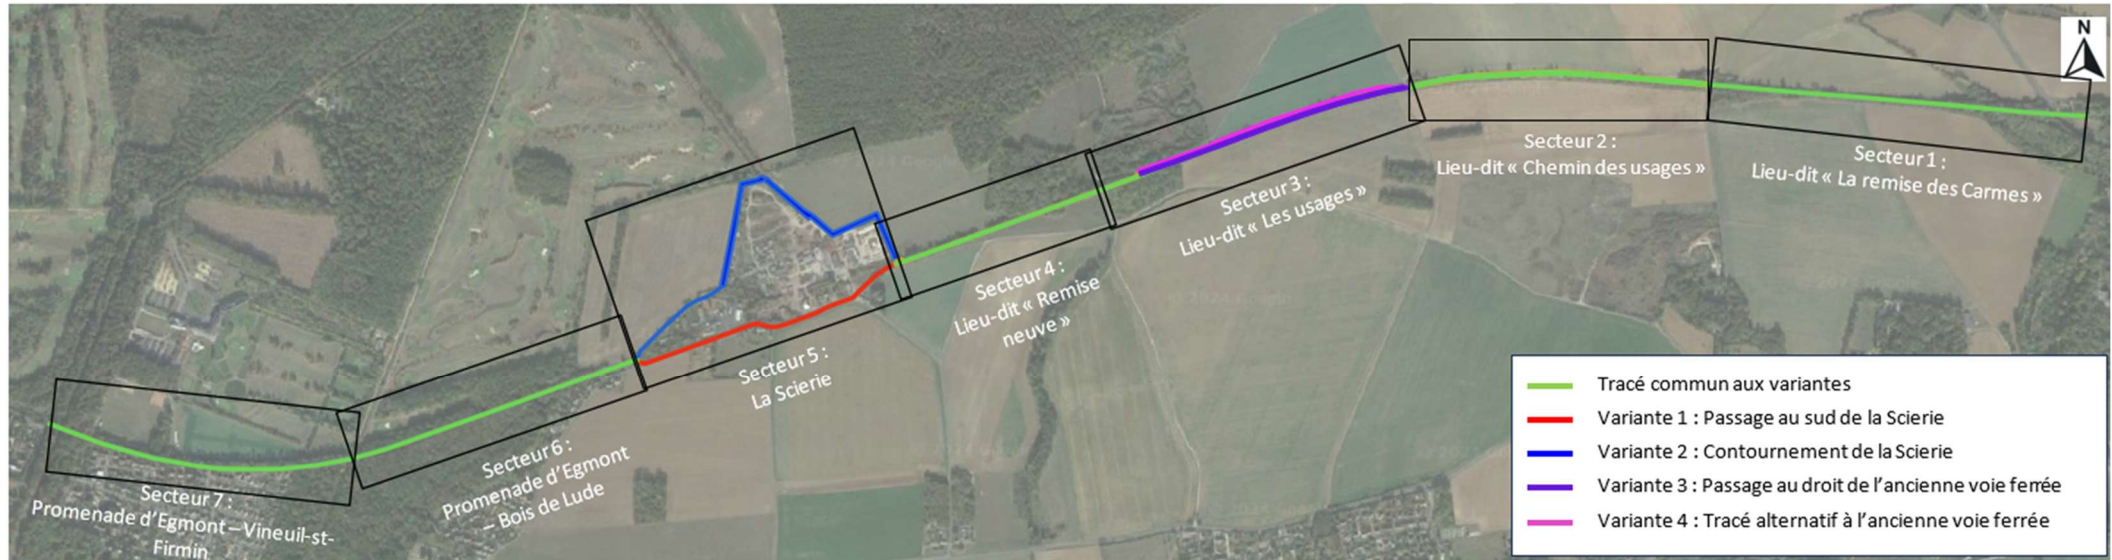 N
Secteur 1 :
Lieu-dit « La remise des Carmes »
Secteur 2 :
Lieu-dit « Chemin des usages »
Secteur 3 :
Lieu-dit « Les usages »
Secteur 4 :
Lieu-dit « Remise
neuve »
Secteur 5 :
La Scierie
Secteur 6 :
Promenade d'Egmont
– Bois de Lude
Secteur 7 :
Promenade d'Egmont – Vineuil-st-
Firmin
Tracé commun aux variantes
Variante 1 : Passage au sud de la Scierie
Variante 2 : Contournement de la Scierie
Variante 3 : Passage au droit de l'ancienne voie ferrée
Variante 4 : Tracé alternatif à l'ancienne voie ferrée